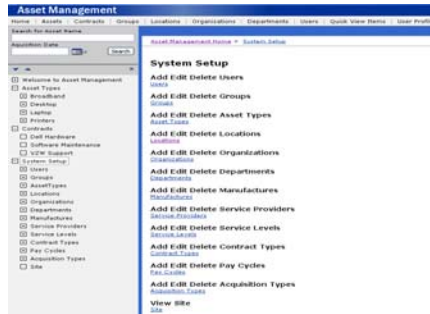 Asset Management
Home Assets Contracts Groups Locations Organizations Departments Users Quick View Items User Profi
Search for Asset Name
Aquisition Date
Search
Welcome to Asset Management
Asset Types
Broadband
Desktop
Laptop
Printers
Contracts
Dell Hardware
Software Maintenance
VZW Support
System Setup
Users
Groups
AssetTypes
Locations
Organizations
Departments
Manufactures
Service Providers
Service Levels
Contract Types
Pay Cycles
Acquisition Types
Site
Asset Management Home > System Setup
System Setup
Add Edit Delete Users
Users
Add Edit Delete Groups
Groups
Add Edit Delete Asset Types
Asset Types
Add Edit Delete Locations
Locations
Add Edit Delete Organizations
Organizations
Add Edit Delete Departments
Departments
Add Edit Delete Manufactures
Manufactures
Add Edit Delete Service Providers
Service Providers
Add Edit Delete Service Levels
Service Levels
Add Edit Delete Contract Types
Contract Types
Add Edit Delete Pay Cycles
Pay Cycles
Add Edit Delete Acquisition Types
Acquisition Types
View Site
Site